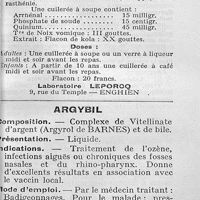 rasthénie.
Une cuillerée à soupe contient :
Arrhénal ........ 15 milligr.
Phosphate de soude ....... 15 centigr.
Quinium ........ 45 milligr.
Tre de Noix vomique : III gouttes.
Extrait : Flacon de kola : XX gouttes.
Doses :
Adultes : Une cuillerée à soupe ou un verre à liqueur
midi et soir avant les repas.
Enfants : A partir de 10 ans une cuillerée à café
midi et soir avant les repas.
Flacon : 20 francs.
Laboratoire LEPORCQ
9, rue du Temple — ENGHIEN
ARGYBIL
Composition. — Complexe de Vitellinate
d'argent (Argyrol de BARNES) et de bile.
Présentation. — Liquide.
Indications. — Traitement de l'ozène,
infections aiguës ou chroniques des fosses
nasales et du rhino-pharynx. Donne
d'excellents résultats en association avec
le vaccin local.
Mode d'emploi. — Par le médecin traitant :
Badigeonnages. Pour le malade : pres-